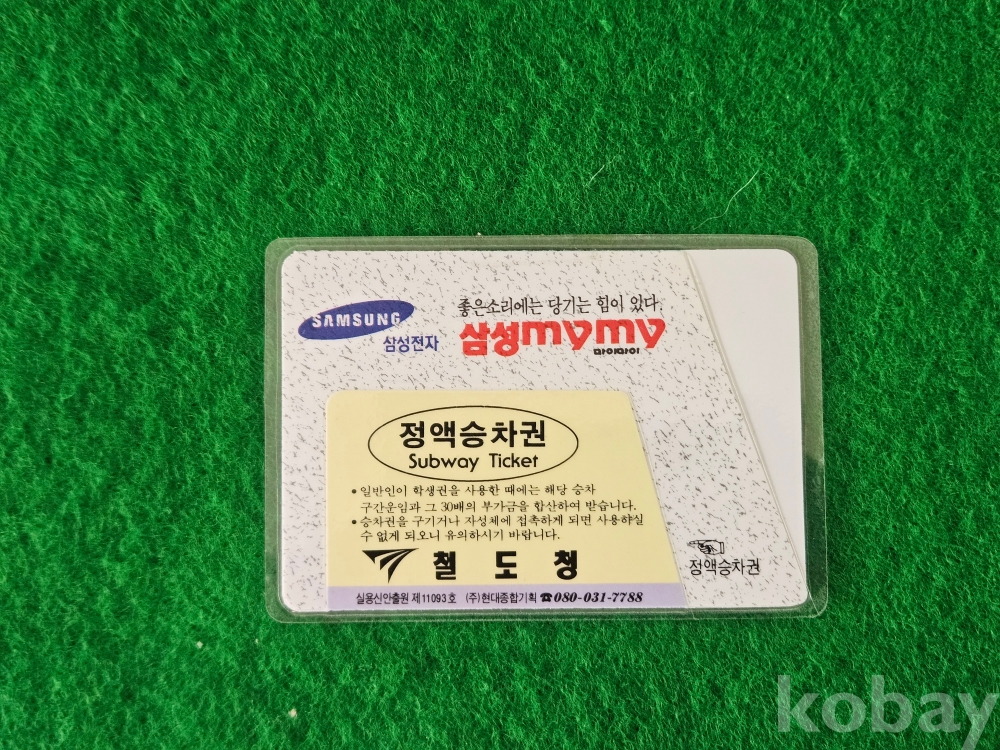 좋은소리에는 당기는 힘이 있다.
SAMSUNG
삼성전자
삼성mymy
마이마이
정액승차권
Subway Ticket
• 일반인이 학생권을 사용한 때에는 해당 승차
구간운임과 그 30배의 부가금을 합산하여 받습니다.
• 승차권을 구기거나 자성체에 접촉하게 되면 사용하실
수 없게 되오니 유의하시기 바랍니다.
철 도 청
정액승차권
실용신안출원 제11093호 (주)현대종합기획 ☎080-031-7788
kobay